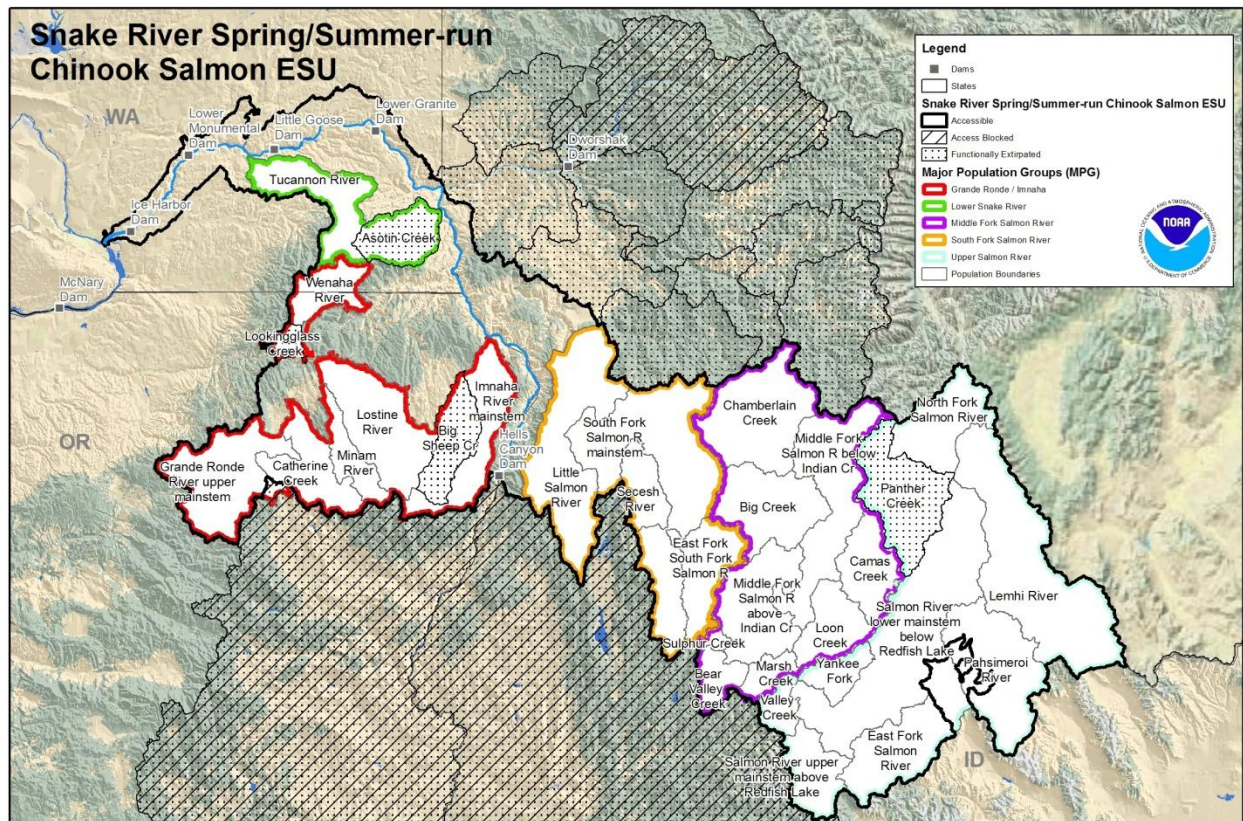 Snake River Spring/Summer-run
Chinook Salmon ESU
WA
Lower
Monumental
Dam
Little Goose
Dam
Lower Granite
Dam
Dworshak
Dam
Ice Harbor
Dam
McNary
Dam
Tucannon River
Asotin Creek
Wenaha
River
Lookingglass
Creek
OR
Grande Ronde
River upper
mainstem
Catherine
Creek
Minam
River
Lostine
River
Big
Sheep Cr
Imnaha
River
mainstem
Hells
Canyon
Dam
Little
Salmon
River
South Fork
Salmon R
mainstem
Secesh
River
East Fork
South Fork
Salmon R
Chamberlain
Creek
Middle Fork
Salmon R below
Indian Cr
Big Creek
Middle Fork
Salmon R
above
Indian Cr
Camas
Creek
Loon
Creek
Sulphur Creek
Bear
Valley
Creek
Marsh
Creek
North Fork
Salmon River
Panther
Creek
Lemhi River
Salmon River
lower mainstem
below
Redfish Lake
Pahsimeroi
River
Yankee
Fork
Valley
Creek
East Fork
Salmon
River
Salmon River upper
mainstem above
Redfish Lake
ID
Legend
Dams
States
Snake River Spring/Summer-run Chinook Salmon ESU
Accessible
Access Blocked
Functionally Extirpated
Major Population Groups (MPG)
Grande Ronde / Imnaha
Lower Snake River
Middle Fork Salmon River
South Fork Salmon River
Upper Salmon River
Population Boundaries
NATIONAL OCEANIC AND ATMOSPHERIC ADMINISTRATION
U.S. DEPARTMENT OF COMMERCE
NOAA